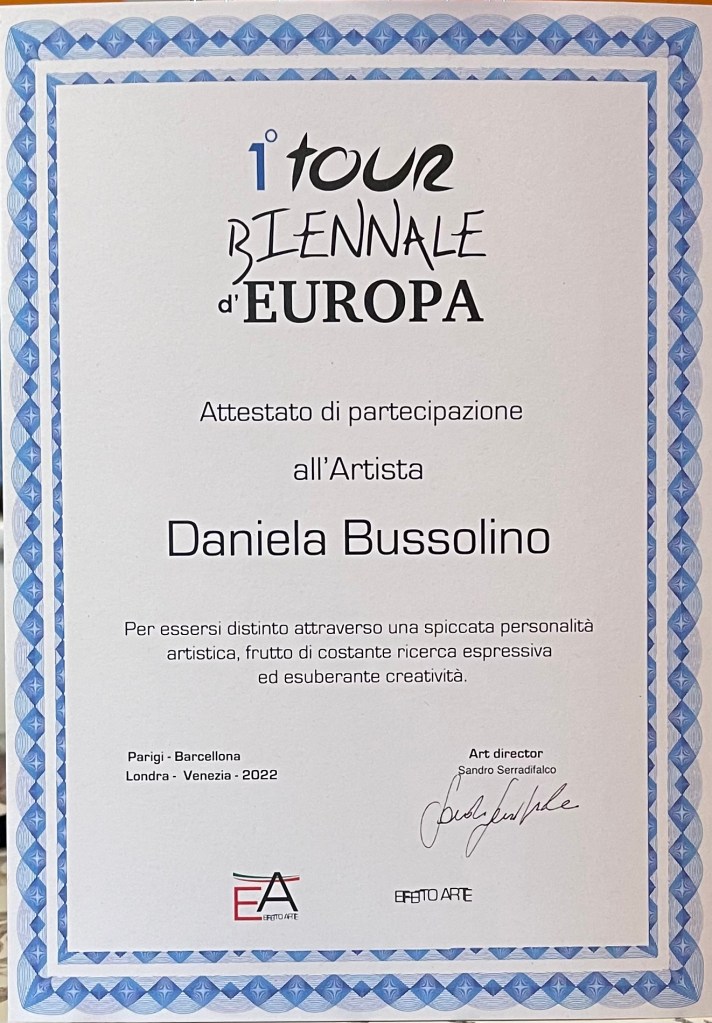 1° tour
BIENNALE
d'EUROPA
Attestato di partecipazione
all'Artista
Daniela Bussolino
Per essersi distinto attraverso una spiccata personalità
artistica, frutto di costante ricerca espressiva
ed esuberante creatività.
Parigi - Barcellona
Londra - Venezia - 2022
Art director
Sandro Serradifalco
EA
EFFETTO ARTE
EFFETTO ARTE